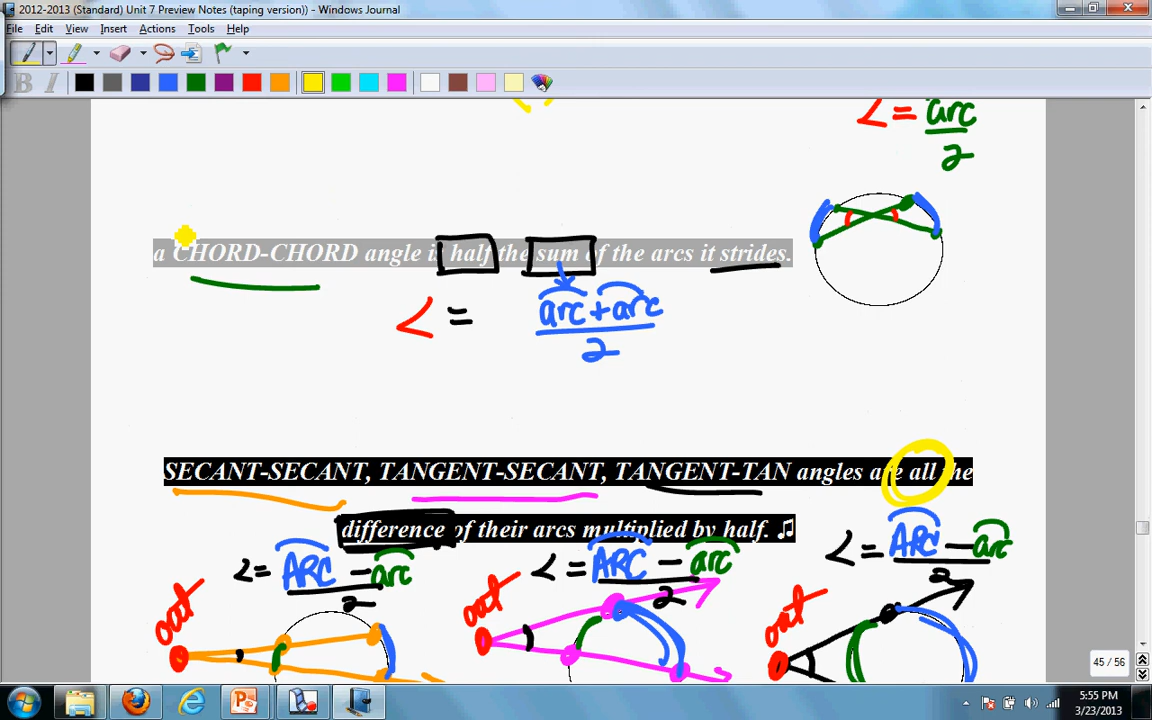 2012-2013 (Standard) Unit 7 Preview Notes (taping version)) - Windows Journal
File Edit View Insert Actions Tools Help
B I
∠ = arc
2
a CHORD-CHORD angle is half the sum of the arcs it strides.
∠ = arc + arc
2
SECANT-SECANT, TANGENT-SECANT, TANGENT-TAN angles are all the
difference of their arcs multiplied by half. ♫
∠ = ARC - arc
2
∠ = ARC - arc
2
∠ = ARC - arc
2
out
out
out
45 / 56
5:55 PM
3/23/2013